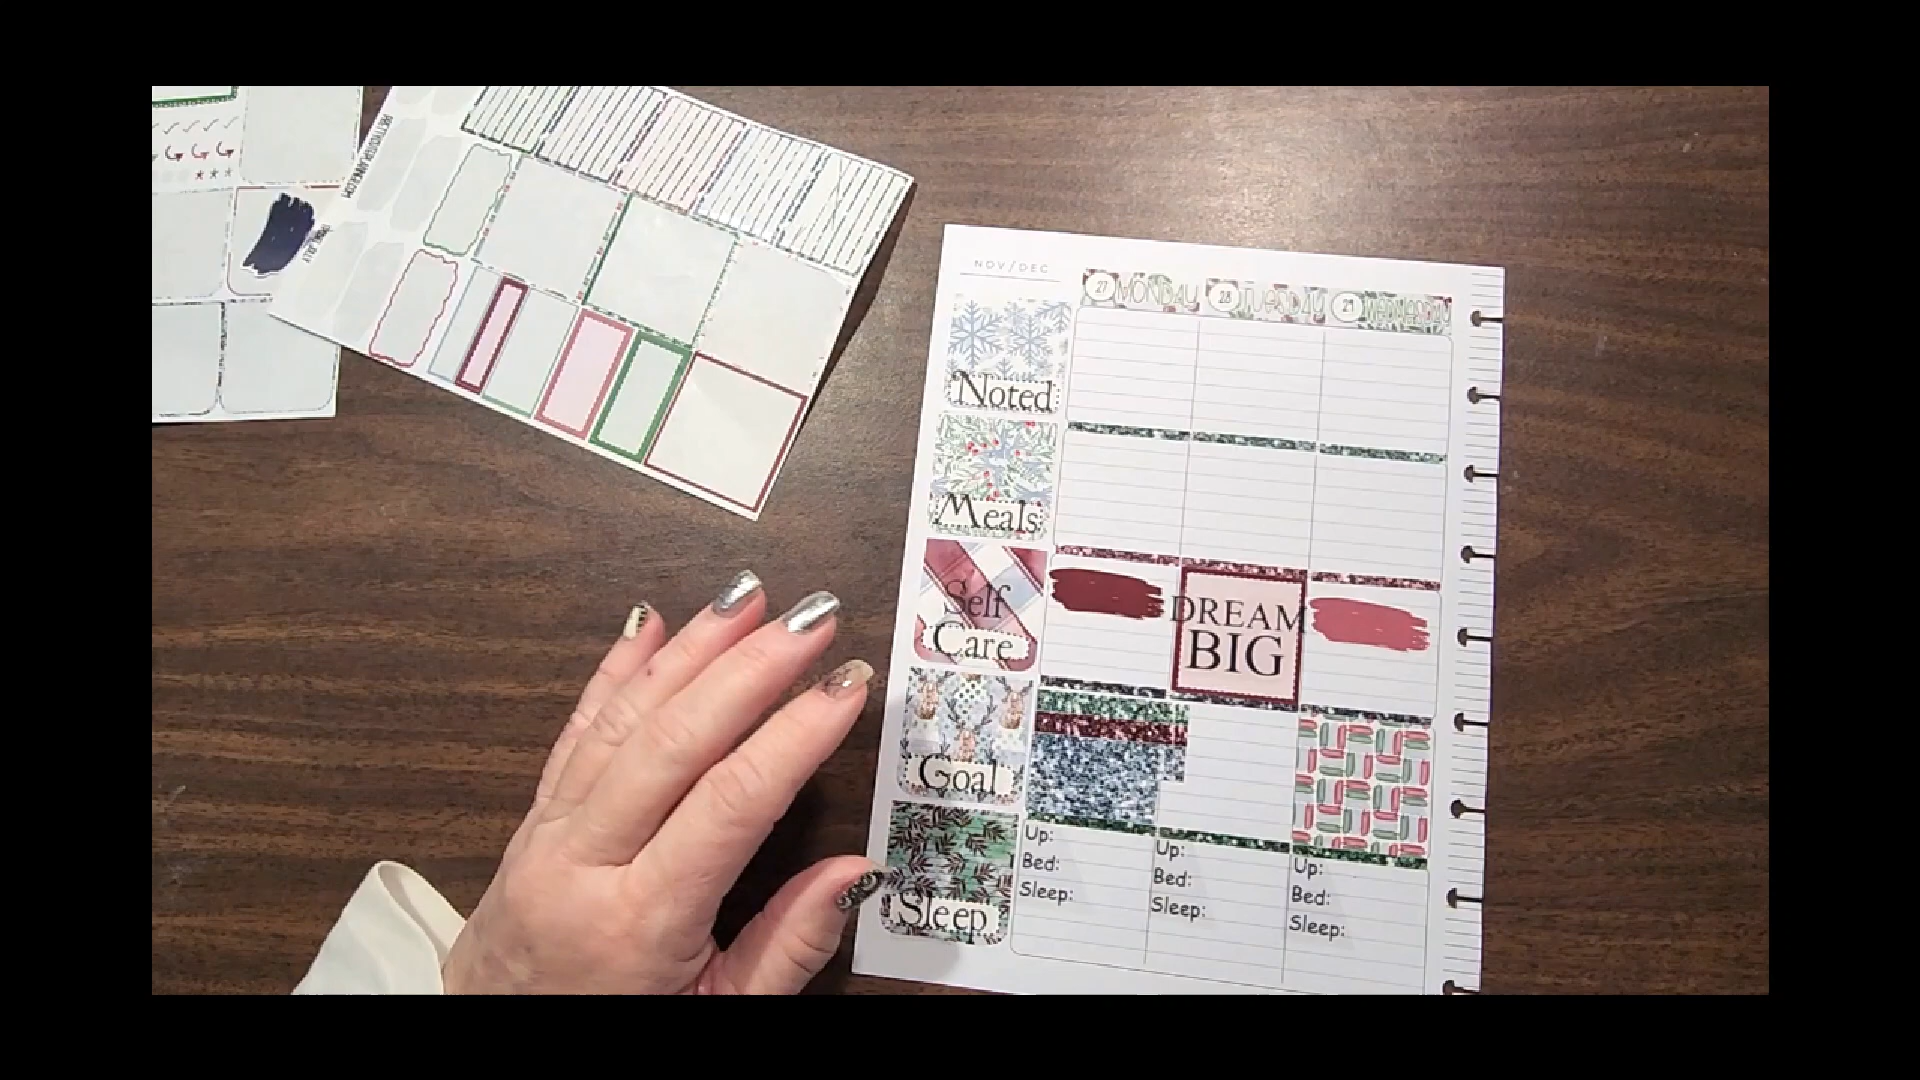 NOV/DEC
27 MONDAY
28 TUESDAY
29 WEDNESDAY
Noted
Meals
Self
Care
DREAM
BIG
Goal
Up:
Bed:
Sleep:
Up:
Bed:
Sleep:
Up:
Bed:
Sleep:
Sleep